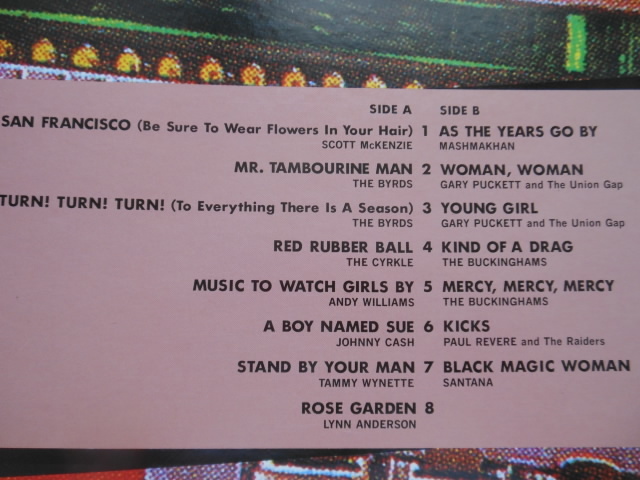 SIDE A SIDE B
SAN FRANCISCO (Be Sure To Wear Flowers In Your Hair) 1 AS THE YEARS GO BY
SCOTT McKENZIE MASHMAKHAN
MR. TAMBOURINE MAN 2 WOMAN, WOMAN
THE BYRDS GARY PUCKETT and The Union Gap
TURN! TURN! TURN! (To Everything There Is A Season) 3 YOUNG GIRL
THE BYRDS GARY PUCKETT and The Union Gap
RED RUBBER BALL 4 KIND OF A DRAG
THE CYRKLE THE BUCKINGHAMS
MUSIC TO WATCH GIRLS BY 5 MERCY, MERCY, MERCY
ANDY WILLIAMS THE BUCKINGHAMS
A BOY NAMED SUE 6 KICKS
JOHNNY CASH PAUL REVERE and The Raiders
STAND BY YOUR MAN 7 BLACK MAGIC WOMAN
TAMMY WYNETTE SANTANA
ROSE GARDEN 8
LYNN ANDERSON